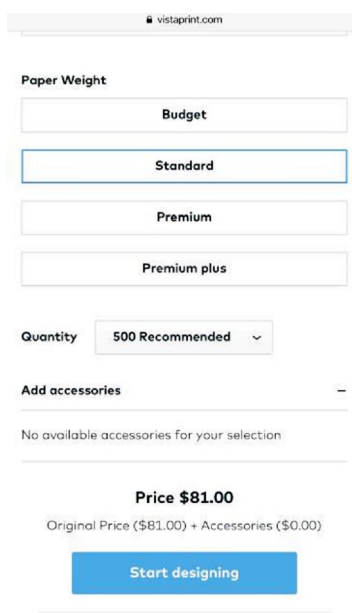 vistaprint.com
Paper Weight
Budget
Standard
Premium
Premium plus
Quantity 500 Recommended
Add accessories –
No available accessories for your selection
Price $81.00
Original Price ($81.00) + Accessories ($0.00)
Start designing